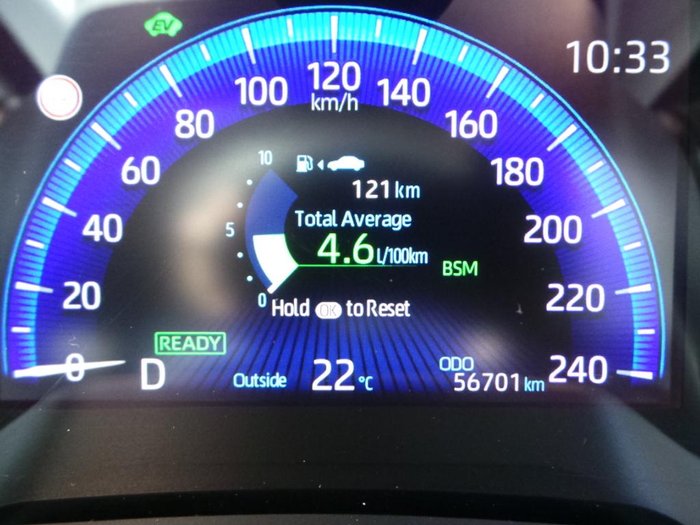 EV
10:33
0
20
40
60
80
100
120
km/h
140
160
180
200
220
240
10
5
0
121 km
Total Average
4.6 L/100km
BSM
Hold OK to Reset
READY
D
Outside 22 °C
ODO
56701 km